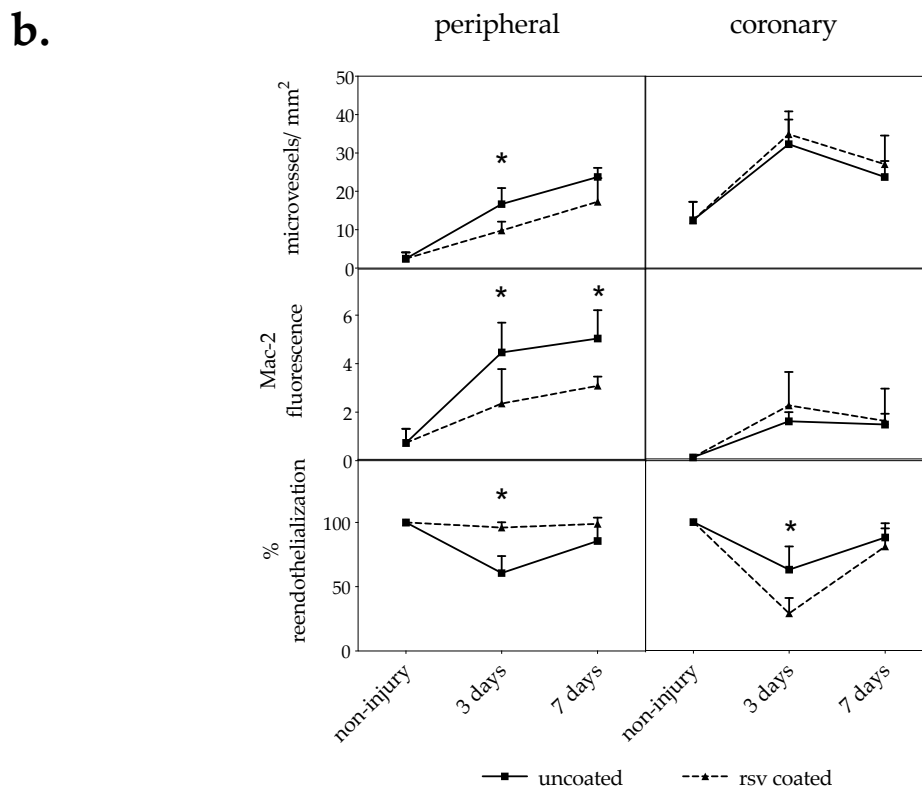 b.
peripheral
coronary
microvessels/ mm²
50
40
30
20
10
0
*
Mac-2
fluorescence
6
4
2
0
*
*
%
reendothelialization
100
50
0
*
*
non-injury
3 days
7 days
non-injury
3 days
7 days
uncoated
rsv coated